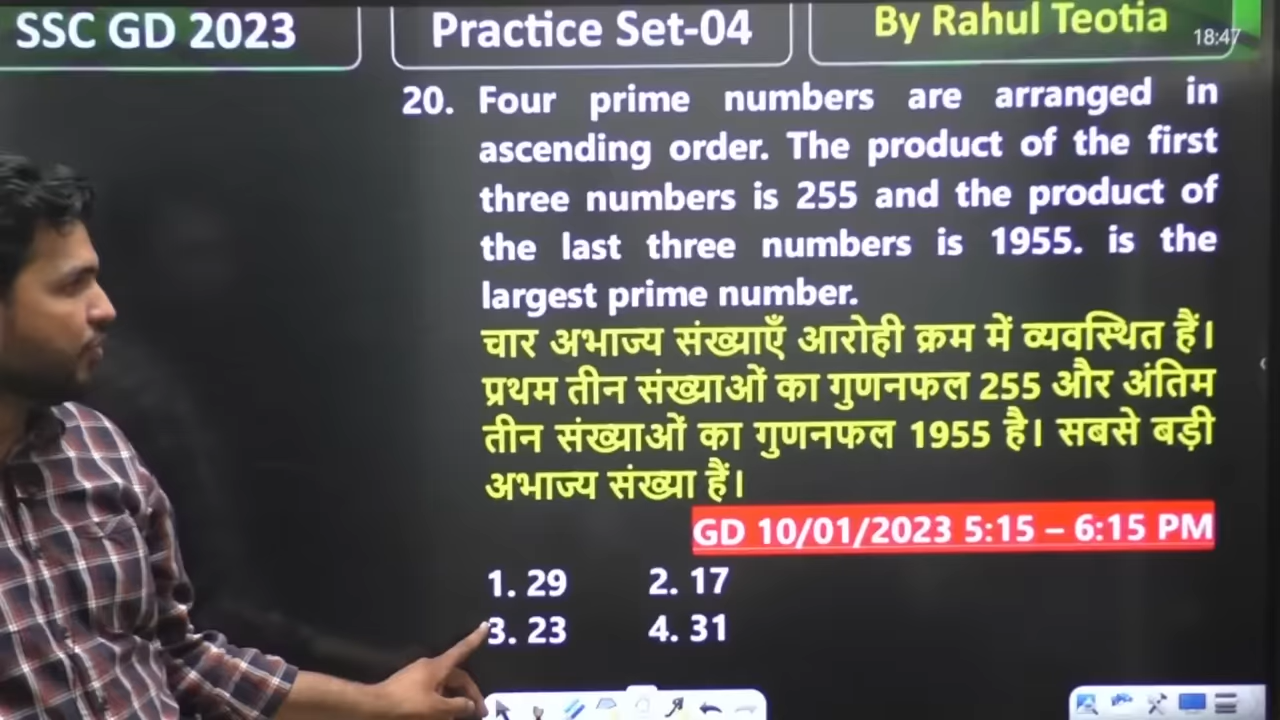 SSC GD 2023
Practice Set-04
By Rahul Teotia
18:47
20. Four prime numbers are arranged in
ascending order. The product of the first
three numbers is 255 and the product of
the last three numbers is 1955. is the
largest prime number.
चार अभाज्य संख्याएँ आरोही क्रम में व्यवस्थित हैं।
प्रथम तीन संख्याओं का गुणनफल 255 और अंतिम
तीन संख्याओं का गुणनफल 1955 है। सबसे बड़ी
अभाज्य संख्या हैं।
GD 10/01/2023 5:15 – 6:15 PM
1. 29 2. 17
3. 23 4. 31